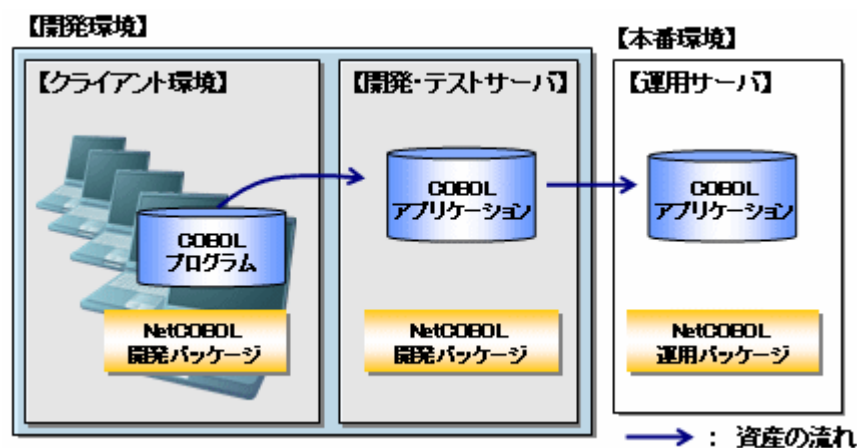 【開発環境】
【本番環境】
【クライアント環境】
【開発・テストサーバ】
【運用サーバ】
COBOL
プログラム
COBOL
アプリケーション
COBOL
アプリケーション
NetCOBOL
開発パッケージ
NetCOBOL
開発パッケージ
NetCOBOL
運用パッケージ
： 資産の流れ